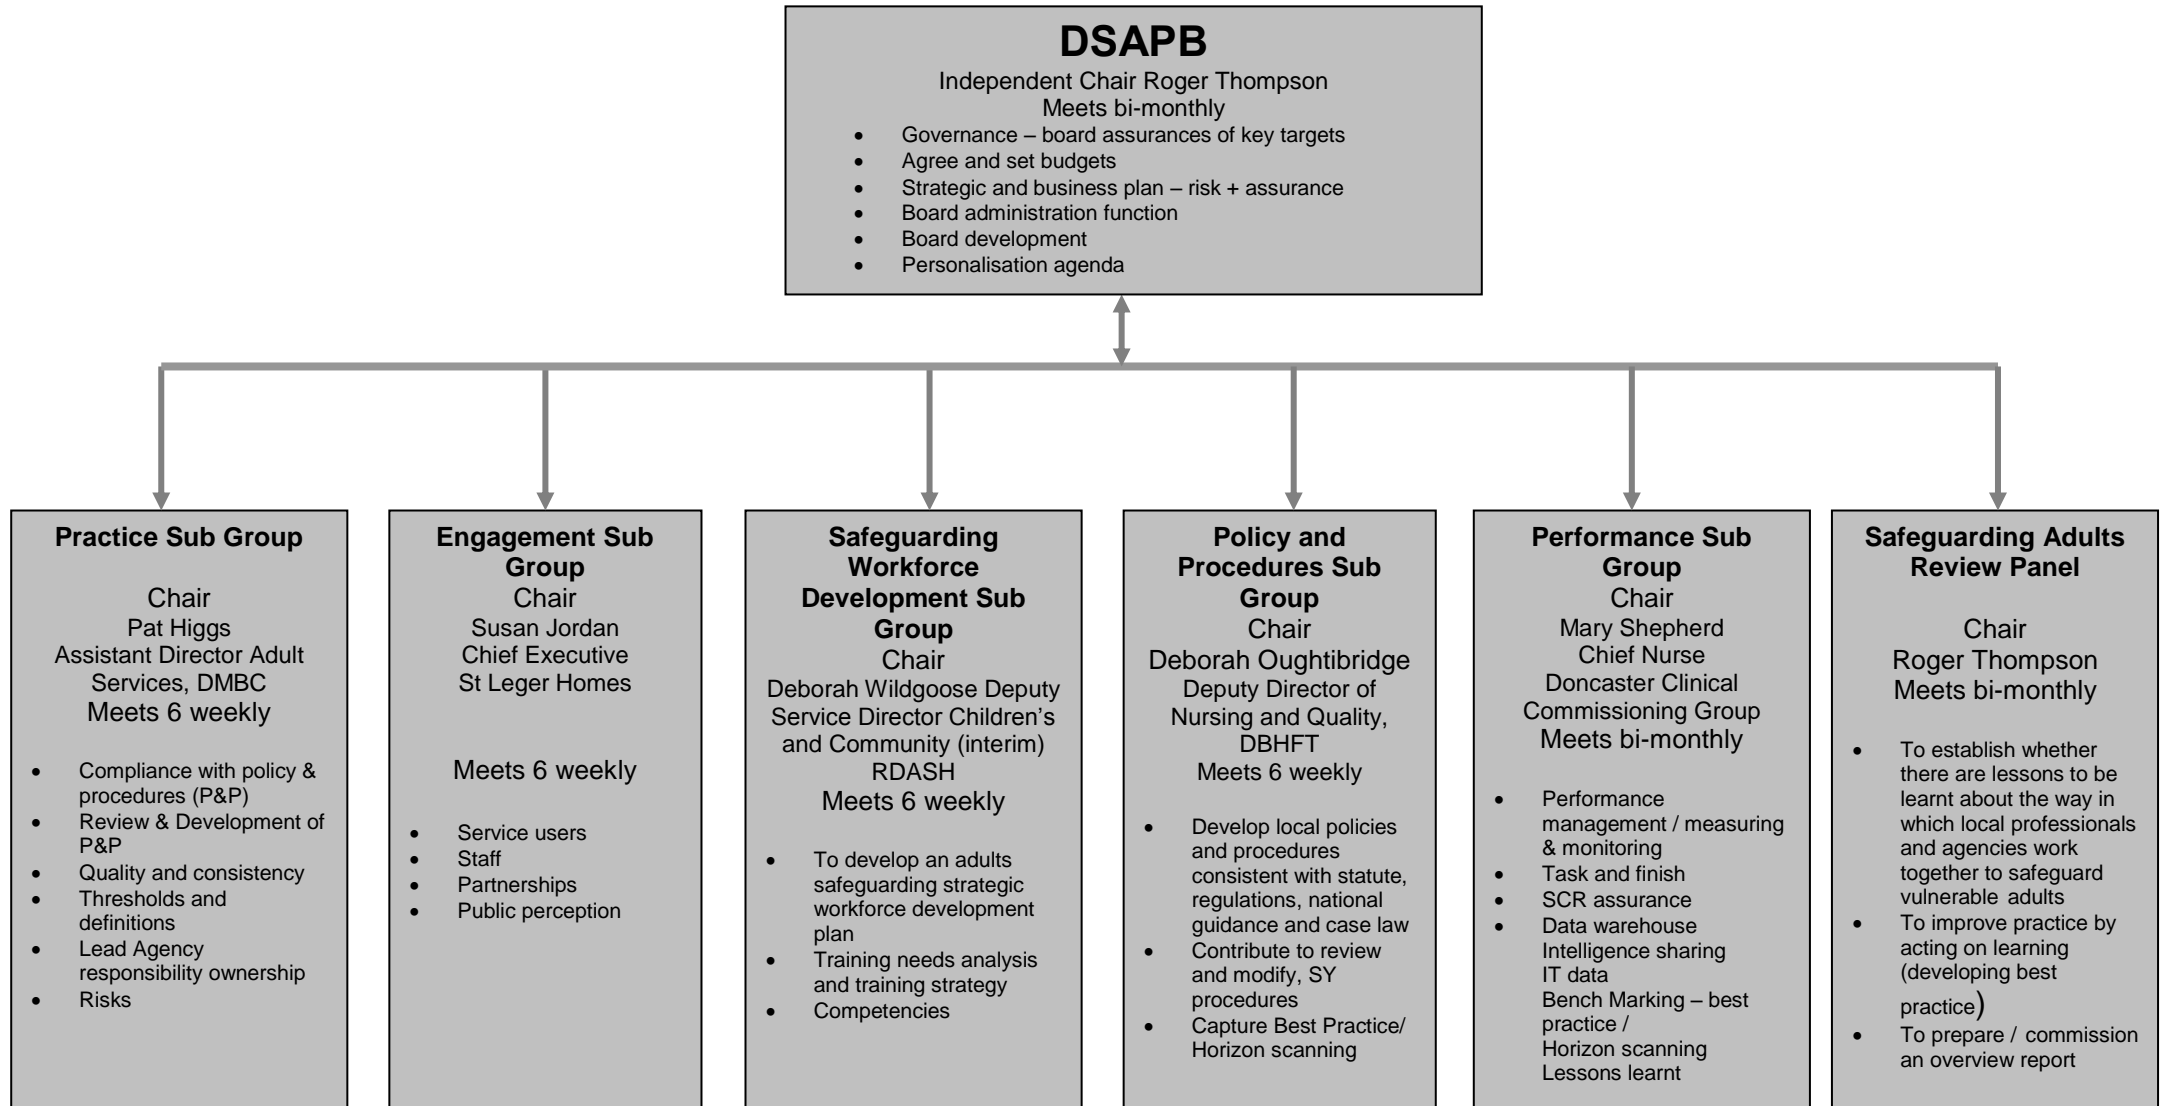 DSAPB
Independent Chair Roger Thompson
Meets bi-monthly
• Governance – board assurances of key targets
• Agree and set budgets
• Strategic and business plan – risk + assurance
• Board administration function
• Board development
• Personalisation agenda
Practice Sub Group
Chair
Pat Higgs
Assistant Director Adult
Services, DMBC
Meets 6 weekly
• Compliance with policy &
procedures (P&P)
• Review & Development of
P&P
• Quality and consistency
• Thresholds and
definitions
• Lead Agency
responsibility ownership
• Risks
Engagement Sub
Group
Chair
Susan Jordan
Chief Executive
St Leger Homes
Meets 6 weekly
• Service users
• Staff
• Partnerships
• Public perception
Safeguarding
Workforce
Development Sub
Group
Chair
Deborah Wildgoose Deputy
Service Director Children’s
and Community (interim)
RDASH
Meets 6 weekly
• To develop an adults
safeguarding strategic
workforce development
plan
• Training needs analysis
and training strategy
• Competencies
Policy and
Procedures Sub
Group
Chair
Deborah Oughtibridge
Deputy Director of
Nursing and Quality,
DBHFT
Meets 6 weekly
• Develop local policies
and procedures
consistent with statute,
regulations, national
guidance and case law
• Contribute to review
and modify, SY
procedures
• Capture Best Practice/
Horizon scanning
Performance Sub
Group
Chair
Mary Shepherd
Chief Nurse
Doncaster Clinical
Commissioning Group
Meets bi-monthly
• Performance
management / measuring
& monitoring
• Task and finish
• SCR assurance
• Data warehouse
Intelligence sharing
IT data
Bench Marking – best
practice /
Horizon scanning
Lessons learnt
Safeguarding Adults
Review Panel
Chair
Roger Thompson
Meets bi-monthly
• To establish whether
there are lessons to be
learnt about the way in
which local professionals
and agencies work
together to safeguard
vulnerable adults
• To improve practice by
acting on learning
(developing best
practice)
• To prepare / commission
an overview report